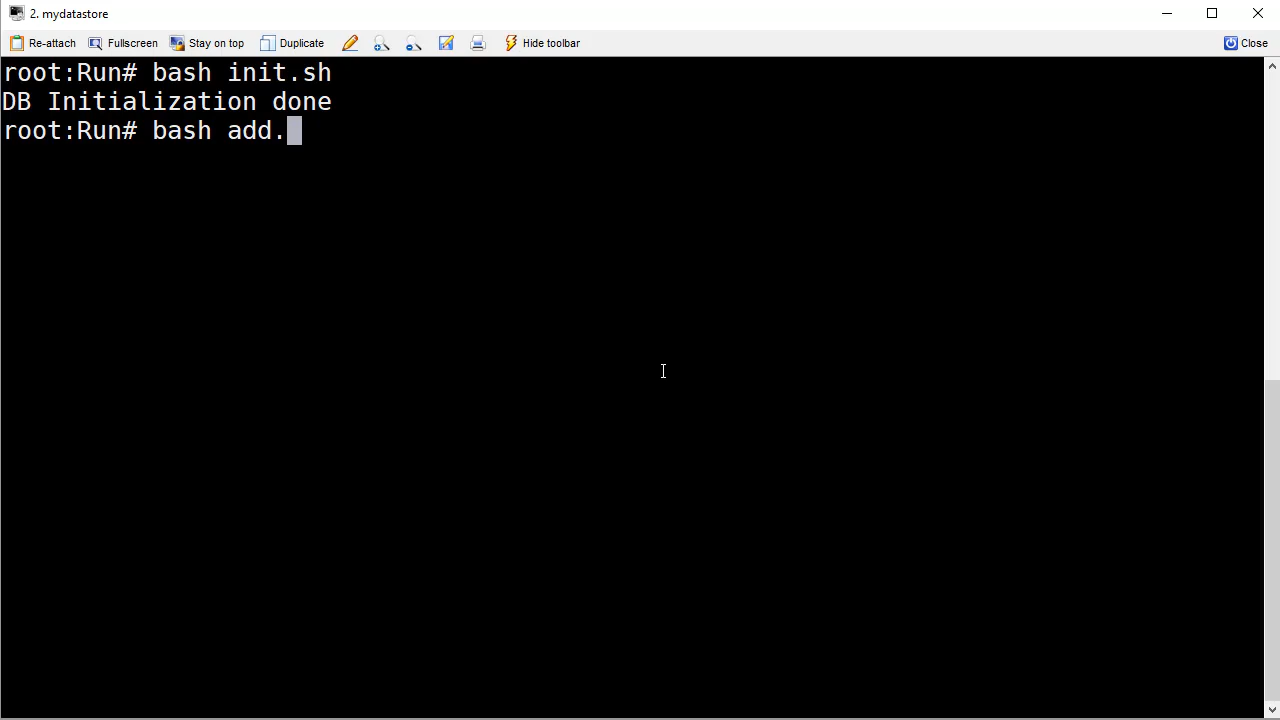 2. mydatastore
Re-attach Fullscreen Stay on top Duplicate Hide toolbar Close
root:Run# bash init.sh
DB Initialization done
root:Run# bash add.